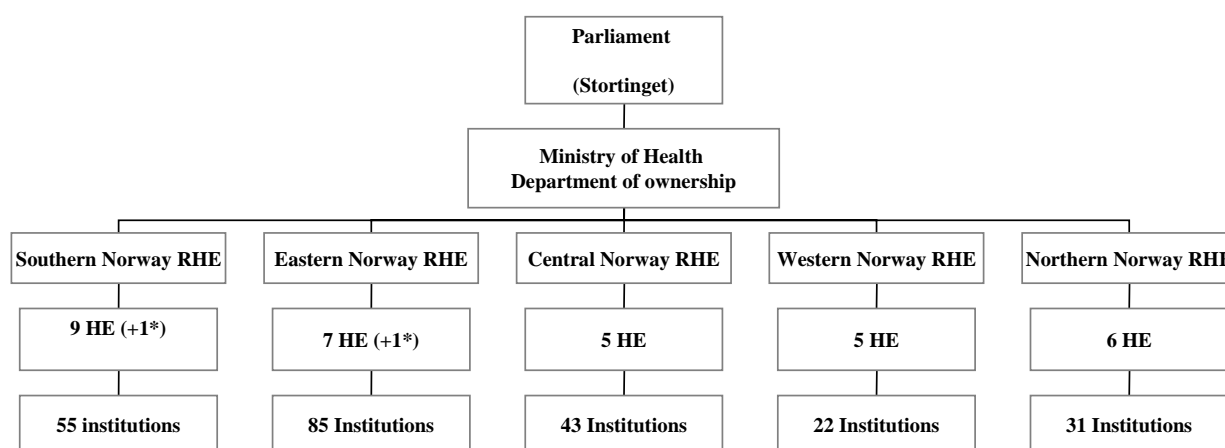 Parliament
(Stortinget)
Ministry of Health
Department of ownership
Southern Norway RHE
Eastern Norway RHE
Central Norway RHE
Western Norway RHE
Northern Norway RHE
9 HE (+1*)
7 HE (+1*)
5 HE
5 HE
6 HE
55 institutions
85 Institutions
43 Institutions
22 Institutions
31 Institutions